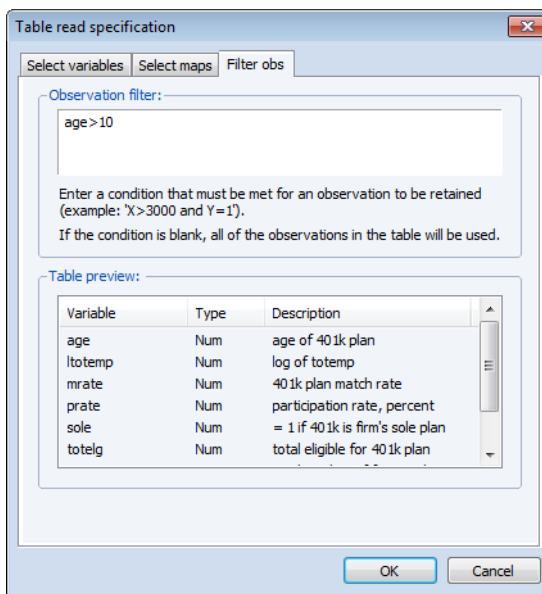 Table read specification
Select variables Select maps Filter obs
Observation filter:
age>10
Enter a condition that must be met for an observation to be retained
(example: 'X>3000 and Y=1').
If the condition is blank, all of the observations in the table will be used.
Table preview:
Variable Type Description
age Num age of 401k plan
ltotemp Num log of totemp
mrate Num 401k plan match rate
prate Num participation rate, percent
sole Num = 1 if 401k is firm's sole plan
totelg Num total eligible for 401k plan
OK Cancel